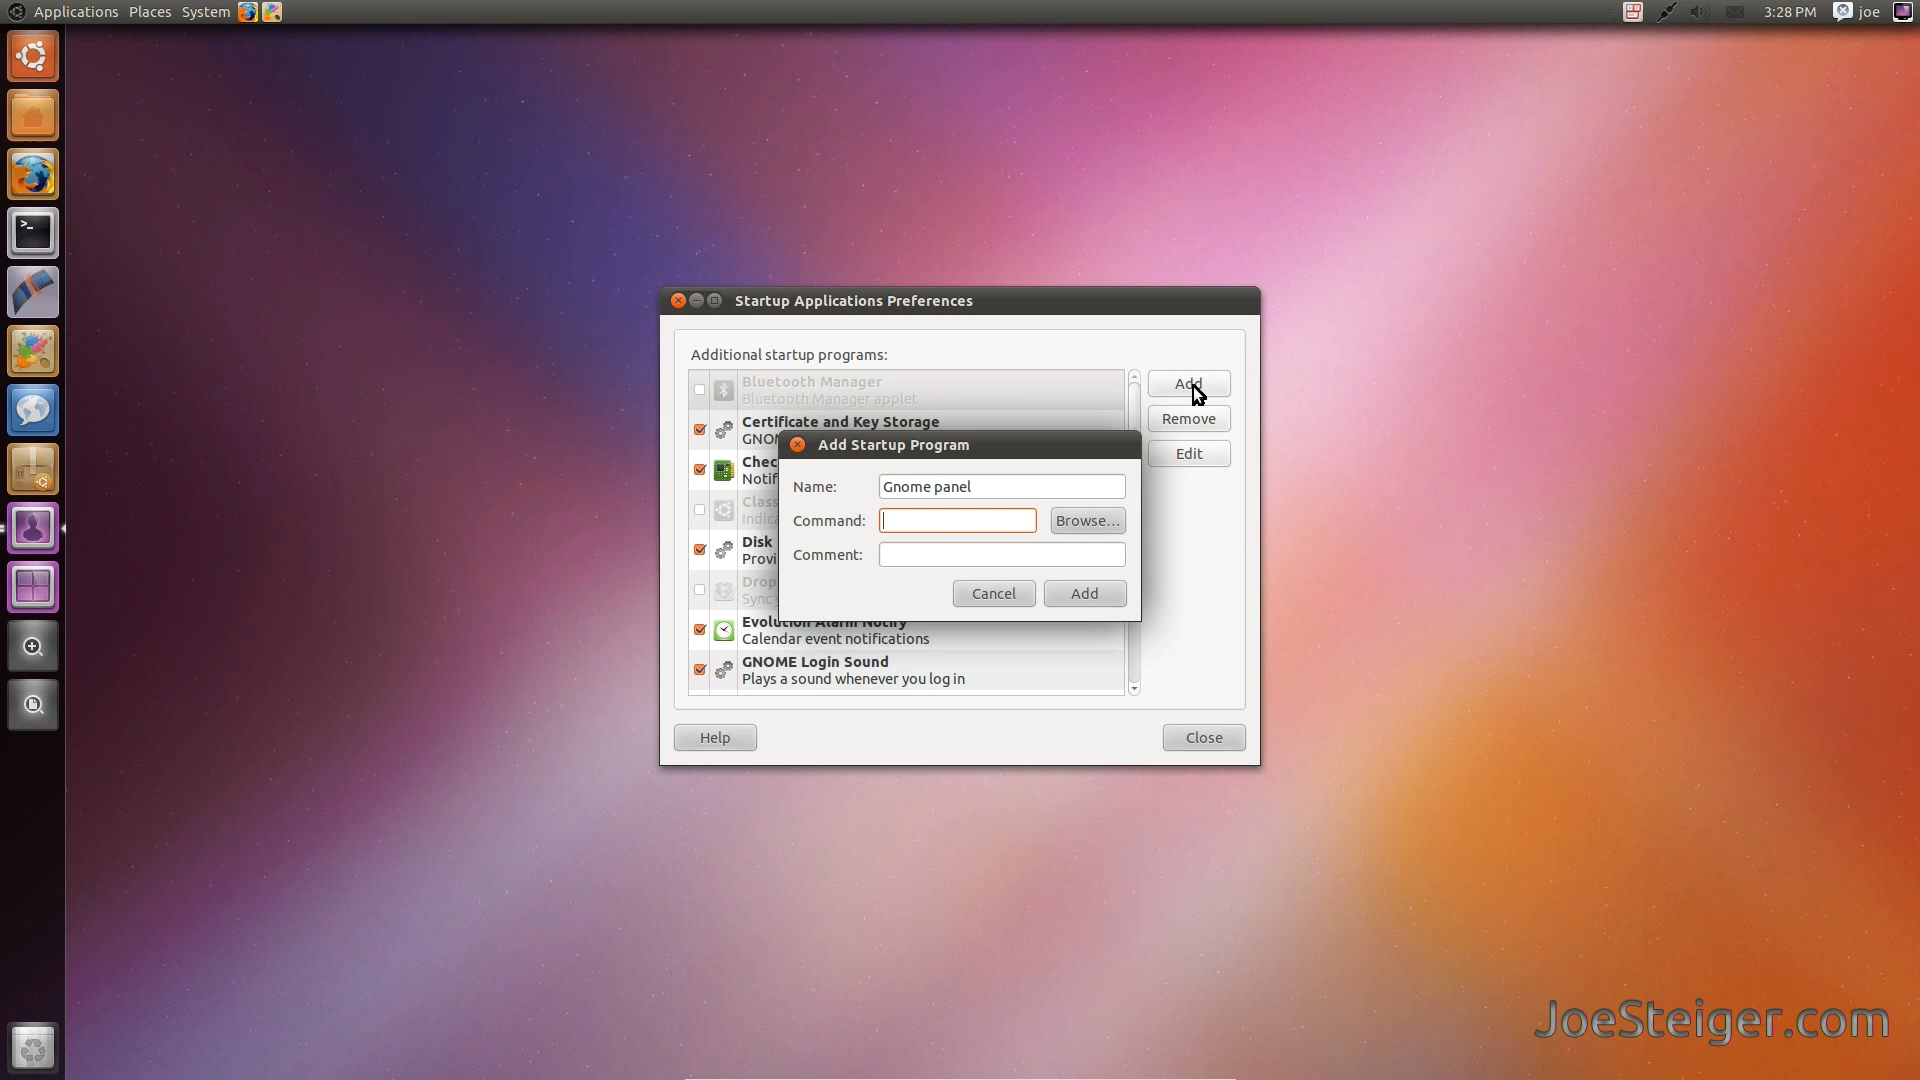 Applications Places System
3:28 PM joe
Startup Applications Preferences
Additional startup programs:
Bluetooth Manager
Bluetooth Manager applet
Add
Certificate and Key Storage
GNO
Remove
Add Startup Program
Edit
Chec
Notif
Name: Gnome panel
Clas
Indic
Command: Browse...
Disk
Provi
Comment:
Drop
Sync
Cancel Add
Evolution Alarm Notify
Calendar event notifications
GNOME Login Sound
Plays a sound whenever you log in
Help Close
JoeSteiger.com